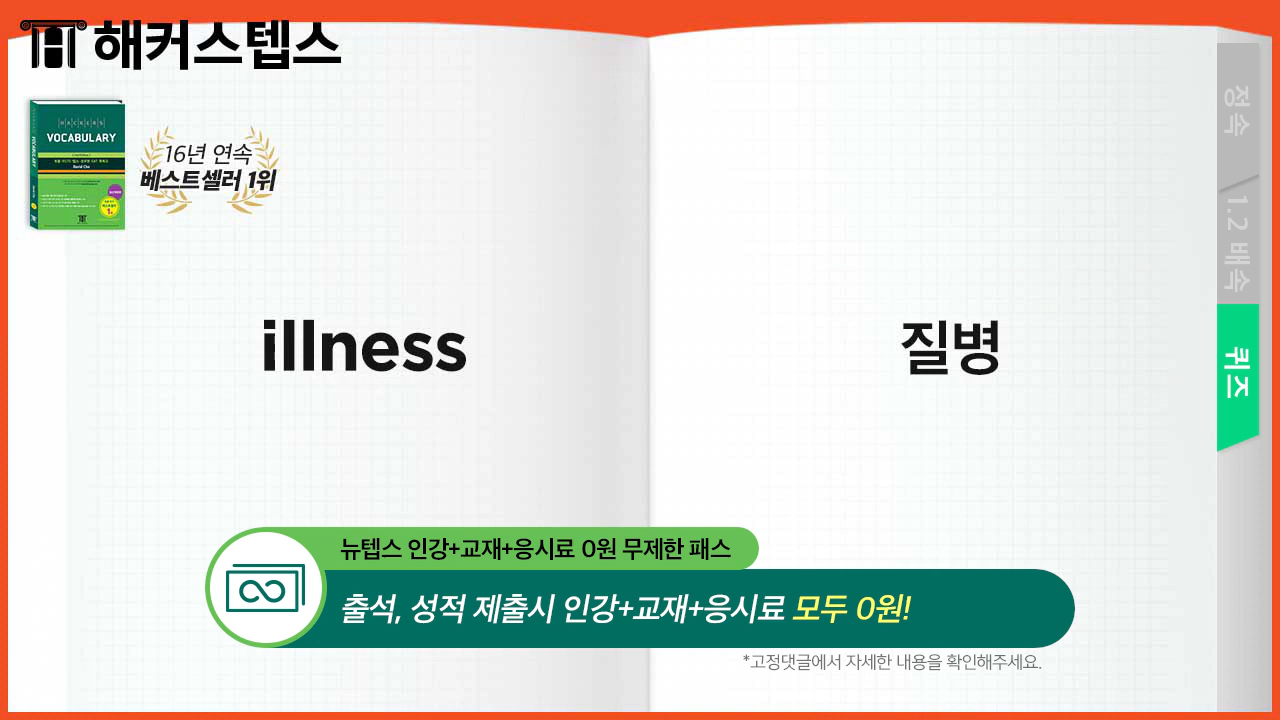 해커스텝스
HACKERS
VOCABULARY
David Cho
16년 연속
베스트셀러 1위
정속
1.2 배속
퀴즈
illness
질병
뉴텝스 인강+교재+응시료 0원 무제한 패스
출석, 성적 제출시 인강+교재+응시료 모두 0원!
*고정댓글에서 자세한 내용을 확인해주세요.